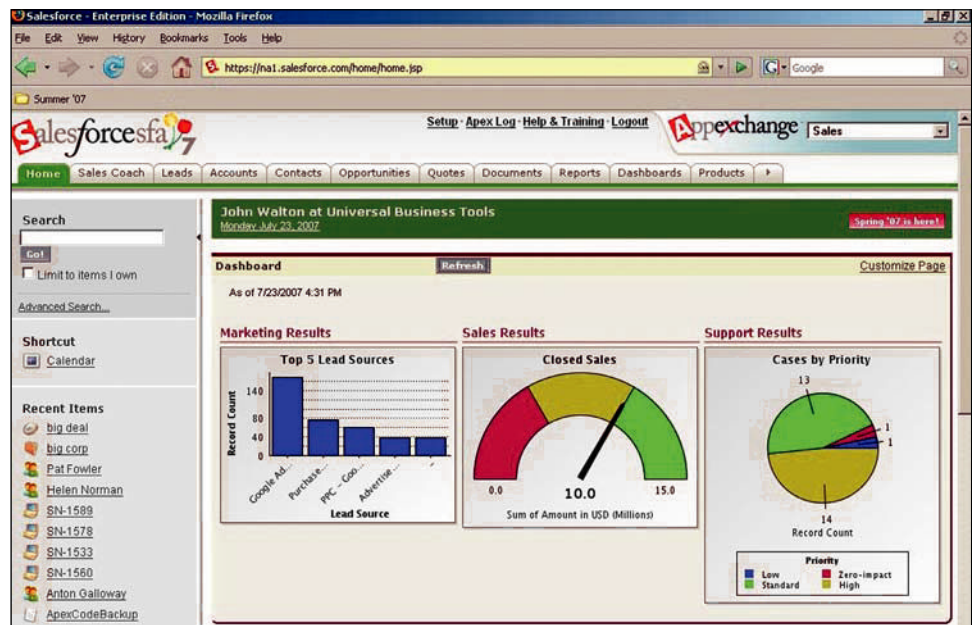 Salesforce - Enterprise Edition - Mozilla Firefox
File Edit View History Bookmarks Tools Help
https://na1.salesforce.com/home/home.jsp
G Google
Summer '07
Salesforcesfa 7
Setup · Apex Log · Help & Training · Logout
Appexchange
Sales
Home Sales Coach Leads Accounts Contacts Opportunities Quotes Documents Reports Dashboards Products
Search
Go!
Limit to items I own
Advanced Search...
Shortcut
Calendar
Recent Items
big deal
big corp
Pat Fowler
Helen Norman
SN-1589
SN-1578
SN-1533
SN-1560
Anton Galloway
ApexCodeBackup
John Walton at Universal Business Tools
Monday July 23, 2007
Spring '07 is here!
Dashboard
Refresh
Customize Page
As of 7/23/2007 4:31 PM
Marketing Results
Top 5 Lead Sources
Record Count
140
80
40
0
Google Ad...
Purchase...
PPC - Goo...
Advertise ...
-
Lead Source
Sales Results
Closed Sales
0.0
10.0
15.0
Sum of Amount in USD (Millions)
Support Results
Cases by Priority
13
1
1
14
Record Count
Priority
Low Zero-impact
Standard High